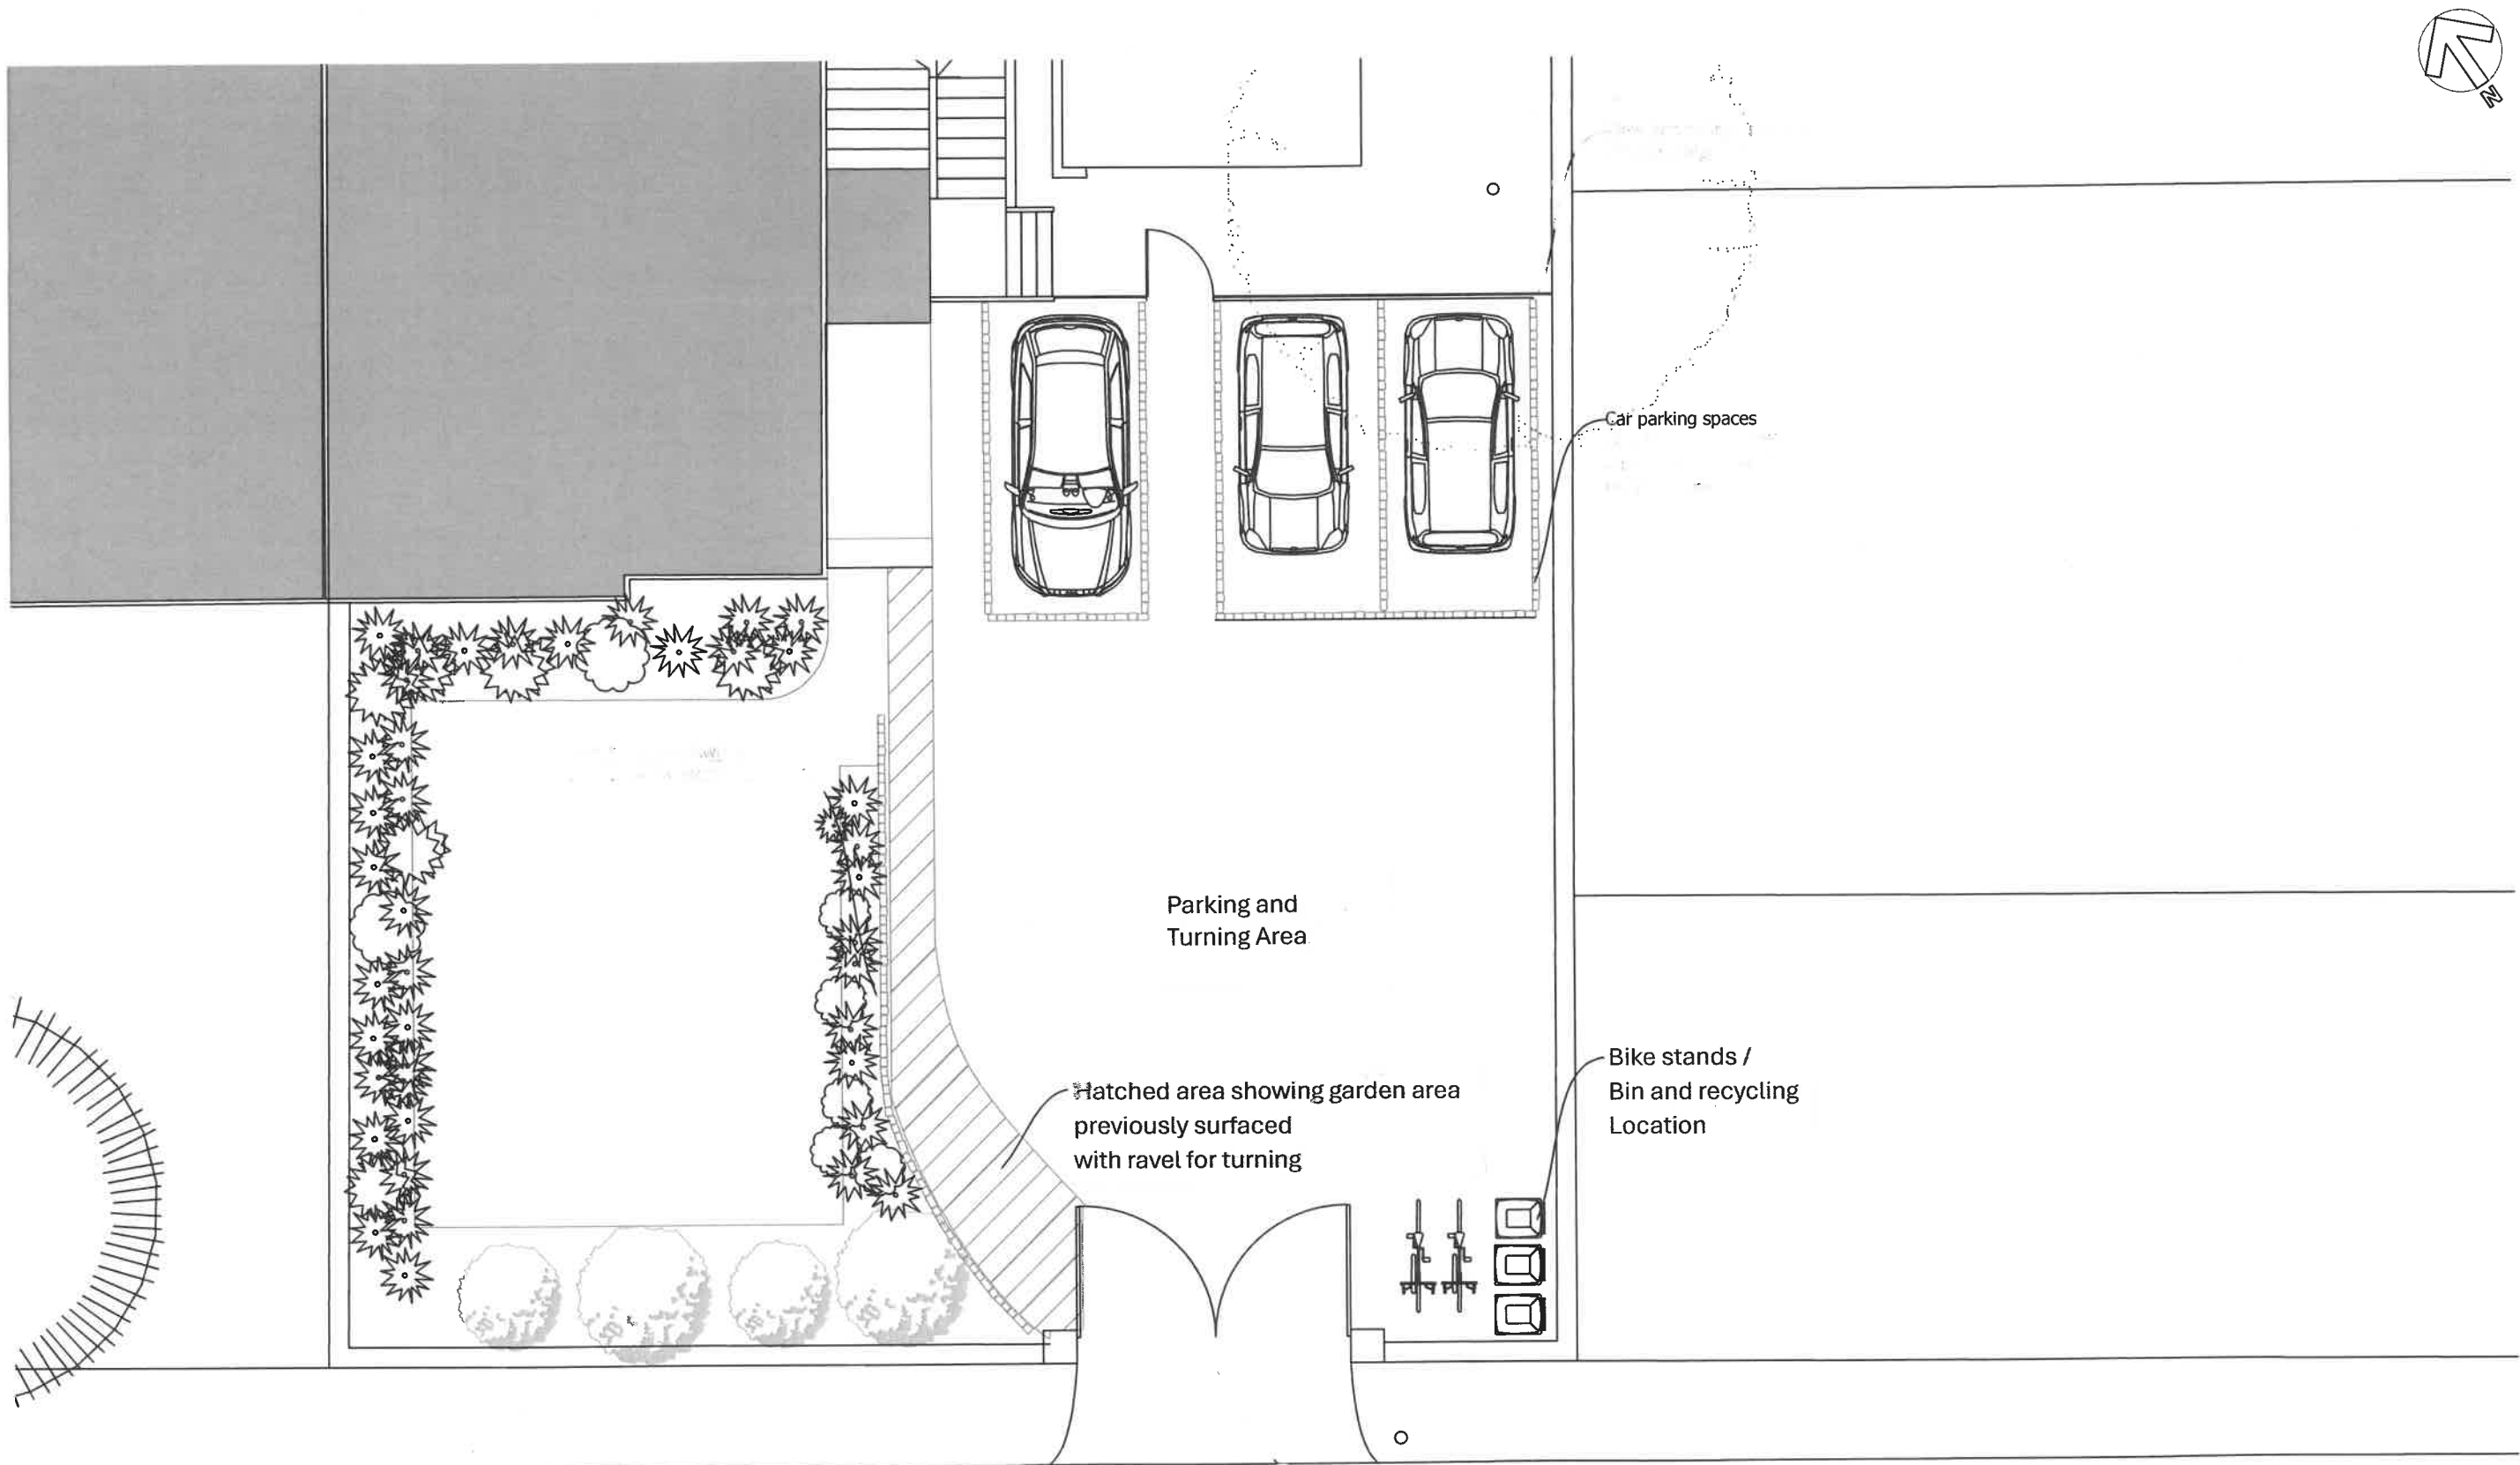 N
Car parking spaces
Parking and
Turning Area
Hatched area showing garden area
previously surfaced
with ravel for turning
Bike stands /
Bin and recycling
Location